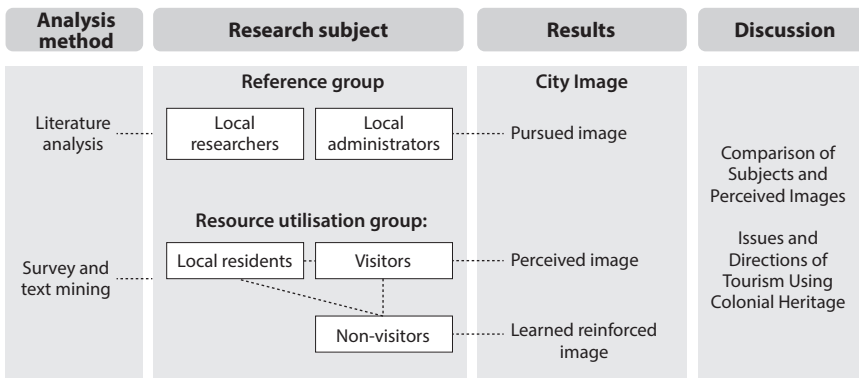 Analysis
method
Research subject
Results
Discussion
Reference group
City Image
Literature
analysis
Local
researchers
Local
administrators
Pursued image
Resource utilisation group:
Survey and
text mining
Local residents
Visitors
Perceived image
Non-visitors
Learned reinforced
image
Comparison of
Subjects and
Perceived Images
Issues and
Directions of
Tourism Using
Colonial Heritage